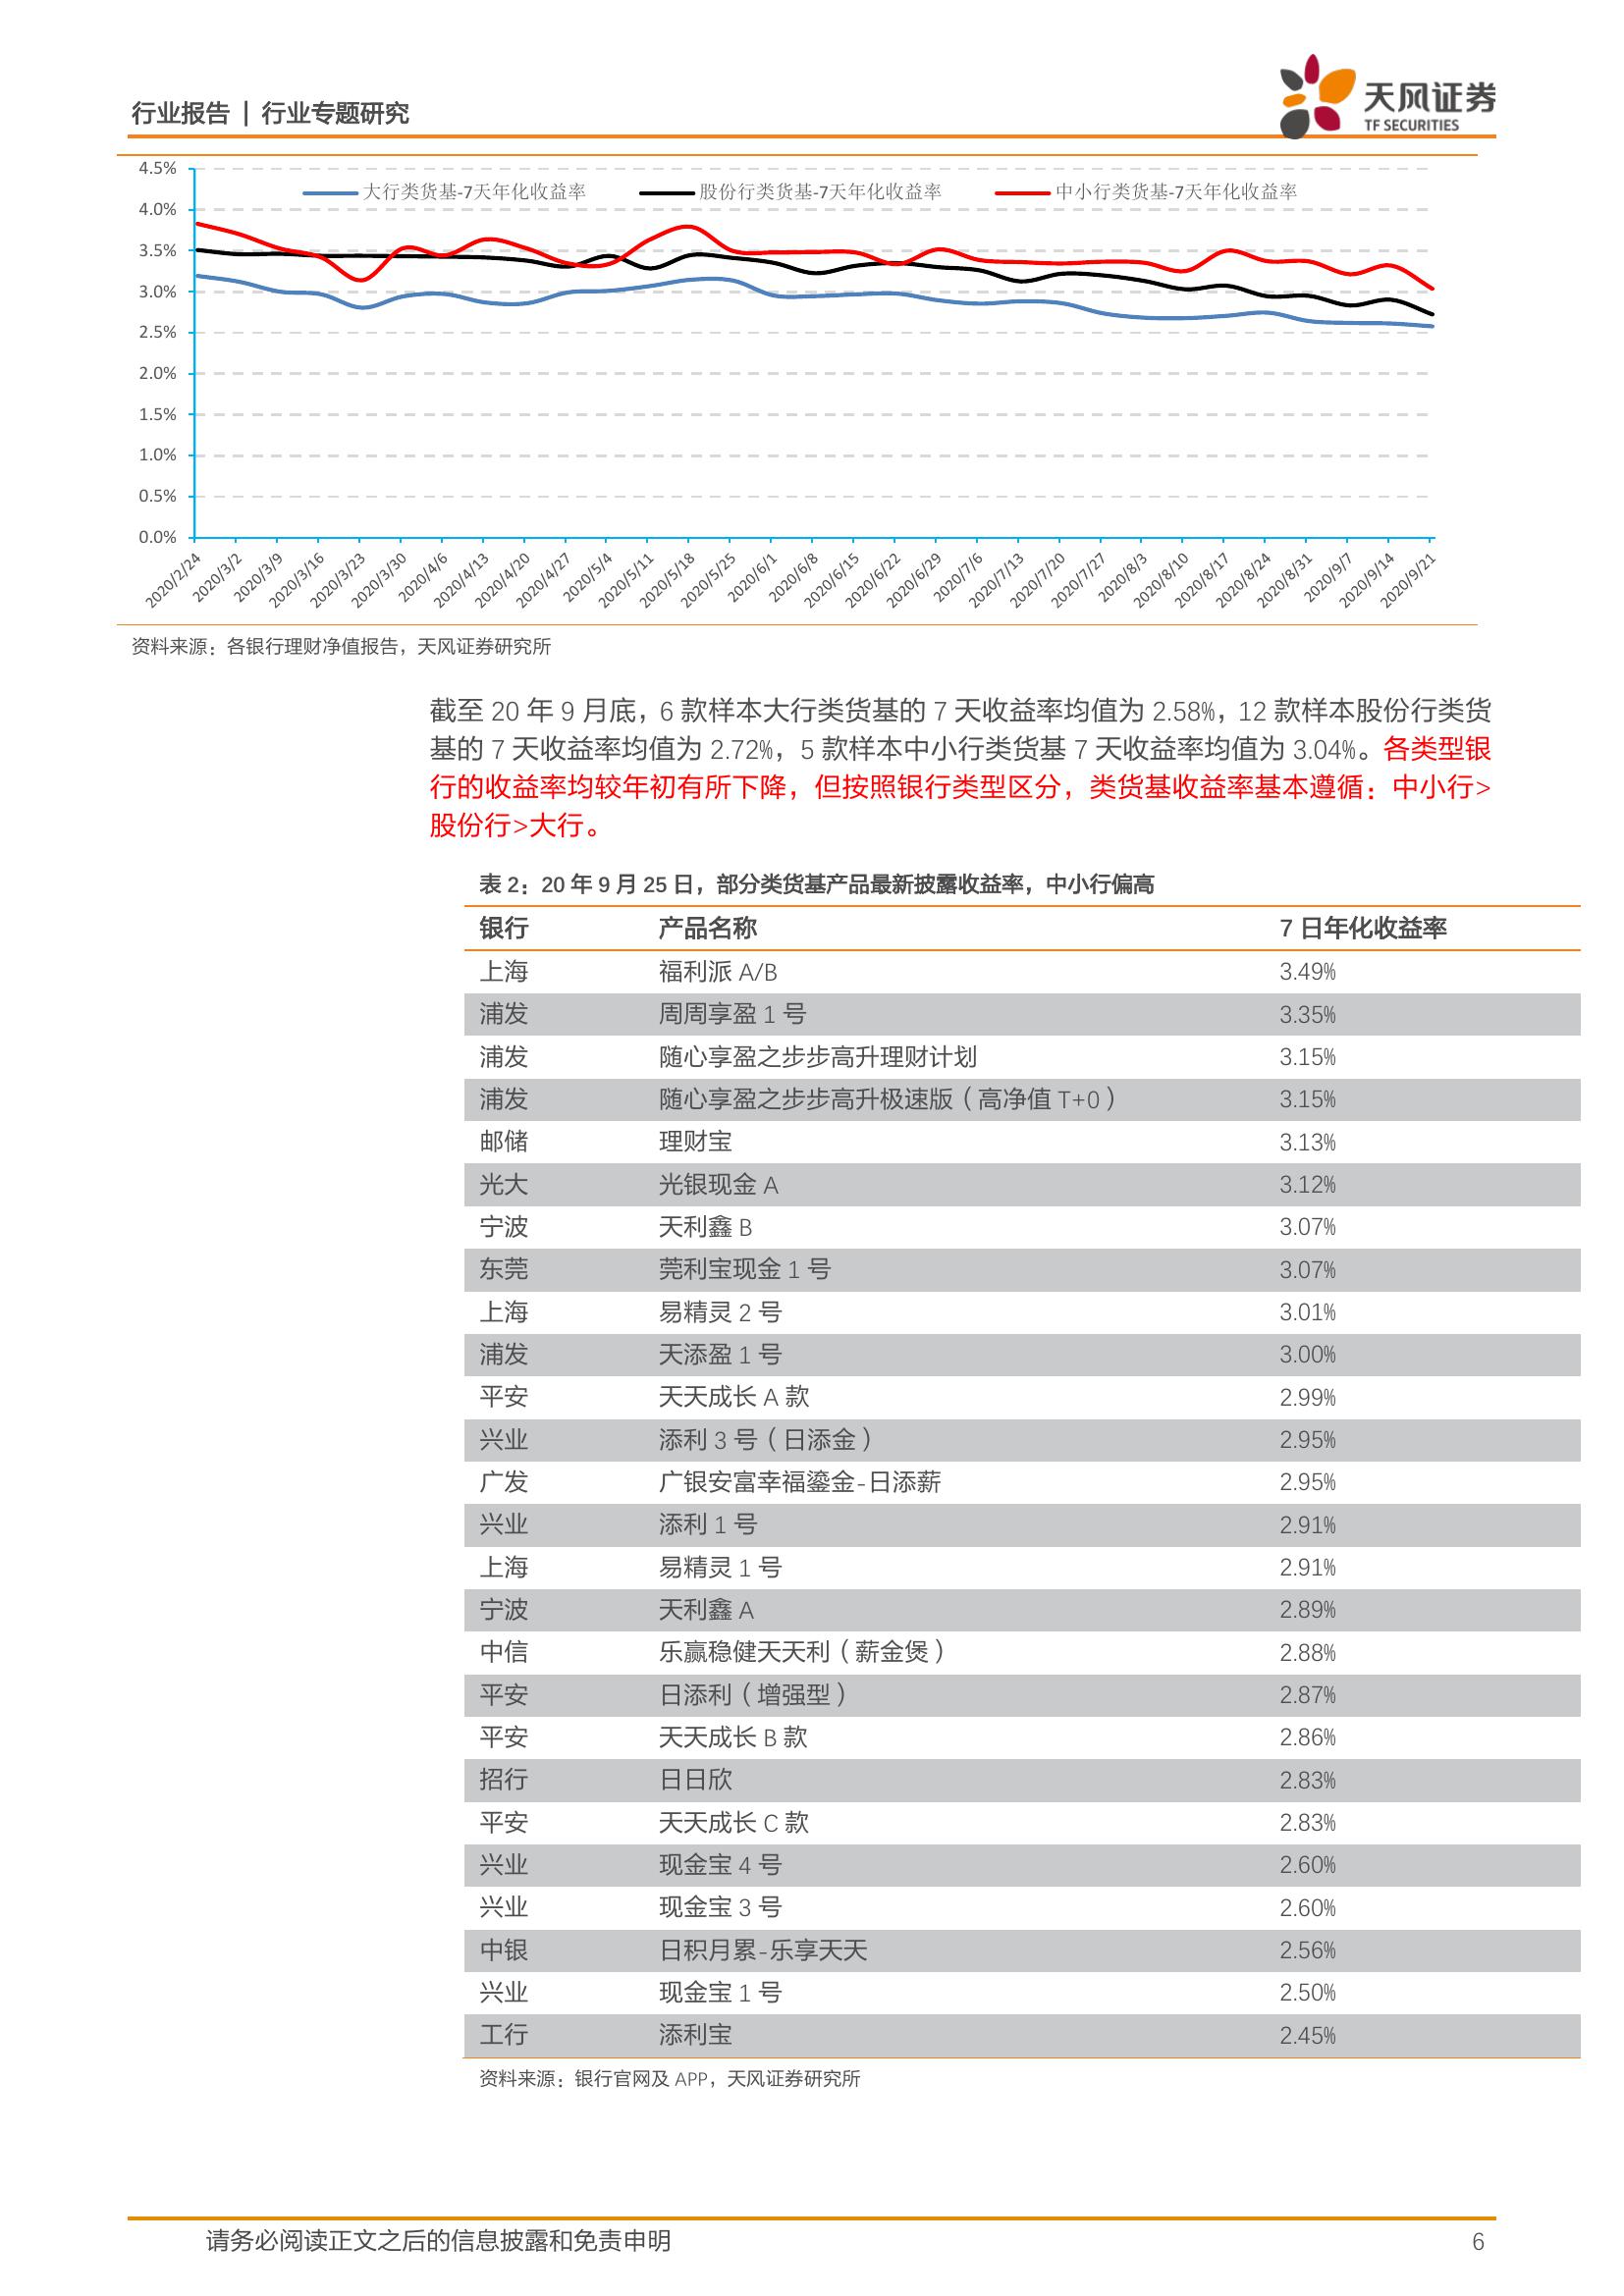 行业报告 | 行业专题研究
天风证券
TF SECURITIES
大行类货基-7天年化收益率 股份行类货基-7天年化收益率 中小行类货基-7天年化收益率
4.5%
4.0%
3.5%
3.0%
2.5%
2.0%
1.5%
1.0%
0.5%
0.0%
2020/2/24 2020/3/2 2020/3/9 2020/3/16 2020/3/23 2020/3/30 2020/4/6 2020/4/13 2020/4/20 2020/4/27 2020/5/4 2020/5/11 2020/5/18 2020/5/25 2020/6/1 2020/6/8 2020/6/15 2020/6/22 2020/6/29 2020/7/6 2020/7/13 2020/7/20 2020/7/27 2020/8/3 2020/8/10 2020/8/17 2020/8/24 2020/8/31 2020/9/7 2020/9/14 2020/9/21
资料来源：各银行理财净值报告，天风证券研究所
截至 20 年 9 月底，6 款样本大行类货基的 7 天收益率均值为 2.58%，12 款样本股份行类货
基的 7 天收益率均值为 2.72%，5 款样本中小行类货基 7 天收益率均值为 3.04%。各类型银
行的收益率均较年初有所下降，但按照银行类型区分，类货基收益率基本遵循：中小行>
股份行>大行。
表 2：20 年 9 月 25 日，部分类货基产品最新披露收益率，中小行偏高
银行 产品名称 7 日年化收益率
上海 福利派 A/B 3.49%
浦发 周周享盈 1 号 3.35%
浦发 随心享盈之步步高升理财计划 3.15%
浦发 随心享盈之步步高升极速版（高净值 T+0） 3.15%
邮储 理财宝 3.13%
光大 光银现金 A 3.12%
宁波 天利鑫 B 3.07%
东莞 莞利宝现金 1 号 3.07%
上海 易精灵 2 号 3.01%
浦发 天添盈 1 号 3.00%
平安 天天成长 A 款 2.99%
兴业 添利 3 号（日添金） 2.95%
广发 广银安富幸福鎏金-日添薪 2.95%
兴业 添利 1 号 2.91%
上海 易精灵 1 号 2.91%
宁波 天利鑫 A 2.89%
中信 乐赢稳健天天利（薪金煲） 2.88%
平安 日添利（增强型） 2.87%
平安 天天成长 B 款 2.86%
招行 日日欣 2.83%
平安 天天成长 C 款 2.83%
兴业 现金宝 4 号 2.60%
兴业 现金宝 3 号 2.60%
中银 日积月累-乐享天天 2.56%
兴业 现金宝 1 号 2.50%
工行 添利宝 2.45%
资料来源：银行官网及 APP，天风证券研究所
请务必阅读正文之后的信息披露和免责申明 6